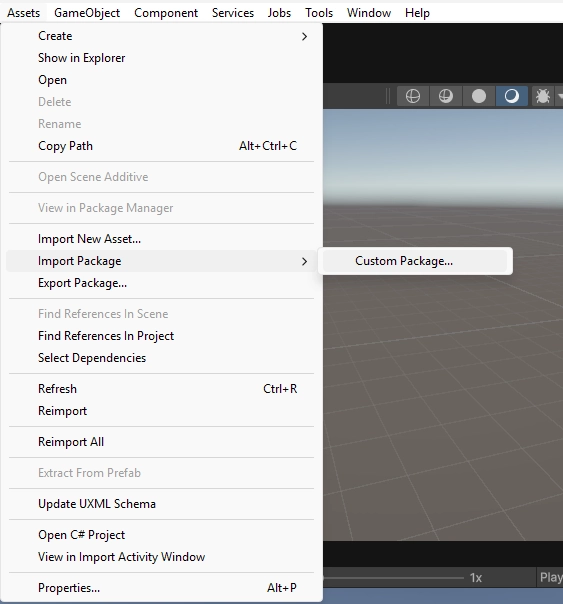 Assets GameObject Component Services Jobs Tools Window Help
Create
Show in Explorer
Open
Delete
Rename
Copy Path Alt+Ctrl+C
Open Scene Additive
View in Package Manager
Import New Asset...
Import Package Custom Package...
Export Package...
Find References In Scene
Find References In Project
Select Dependencies
Refresh Ctrl+R
Reimport
Reimport All
Extract From Prefab
Update UXML Schema
Open C# Project
View in Import Activity Window
1x Play
Properties... Alt+P